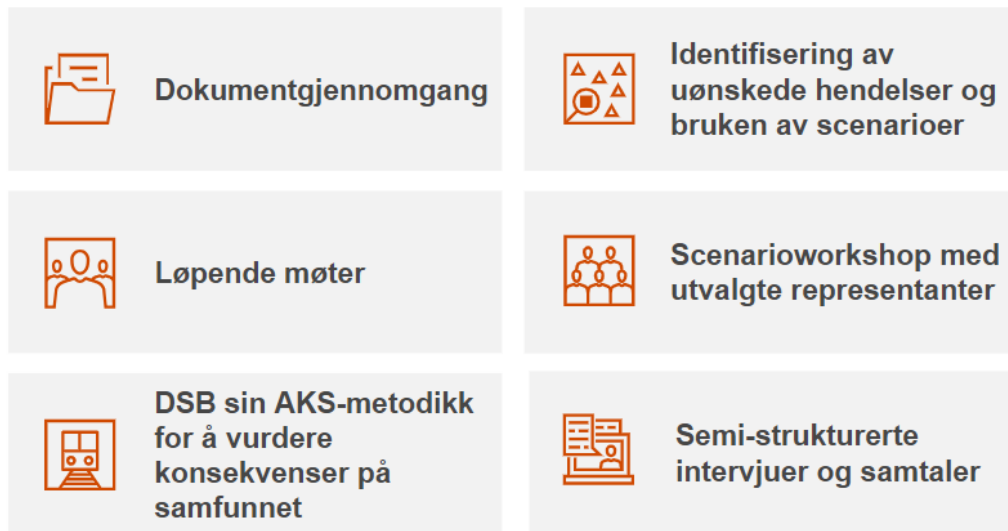 Dokumentgjennomgang
Identifisering av
uønskede hendelser og
bruken av scenarioer
Løpende møter
Scenarioworkshop med
utvalgte representanter
DSB sin AKS-metodikk
for å vurdere
konsekvenser på
samfunnet
Semi-strukturerte
intervjuer og samtaler